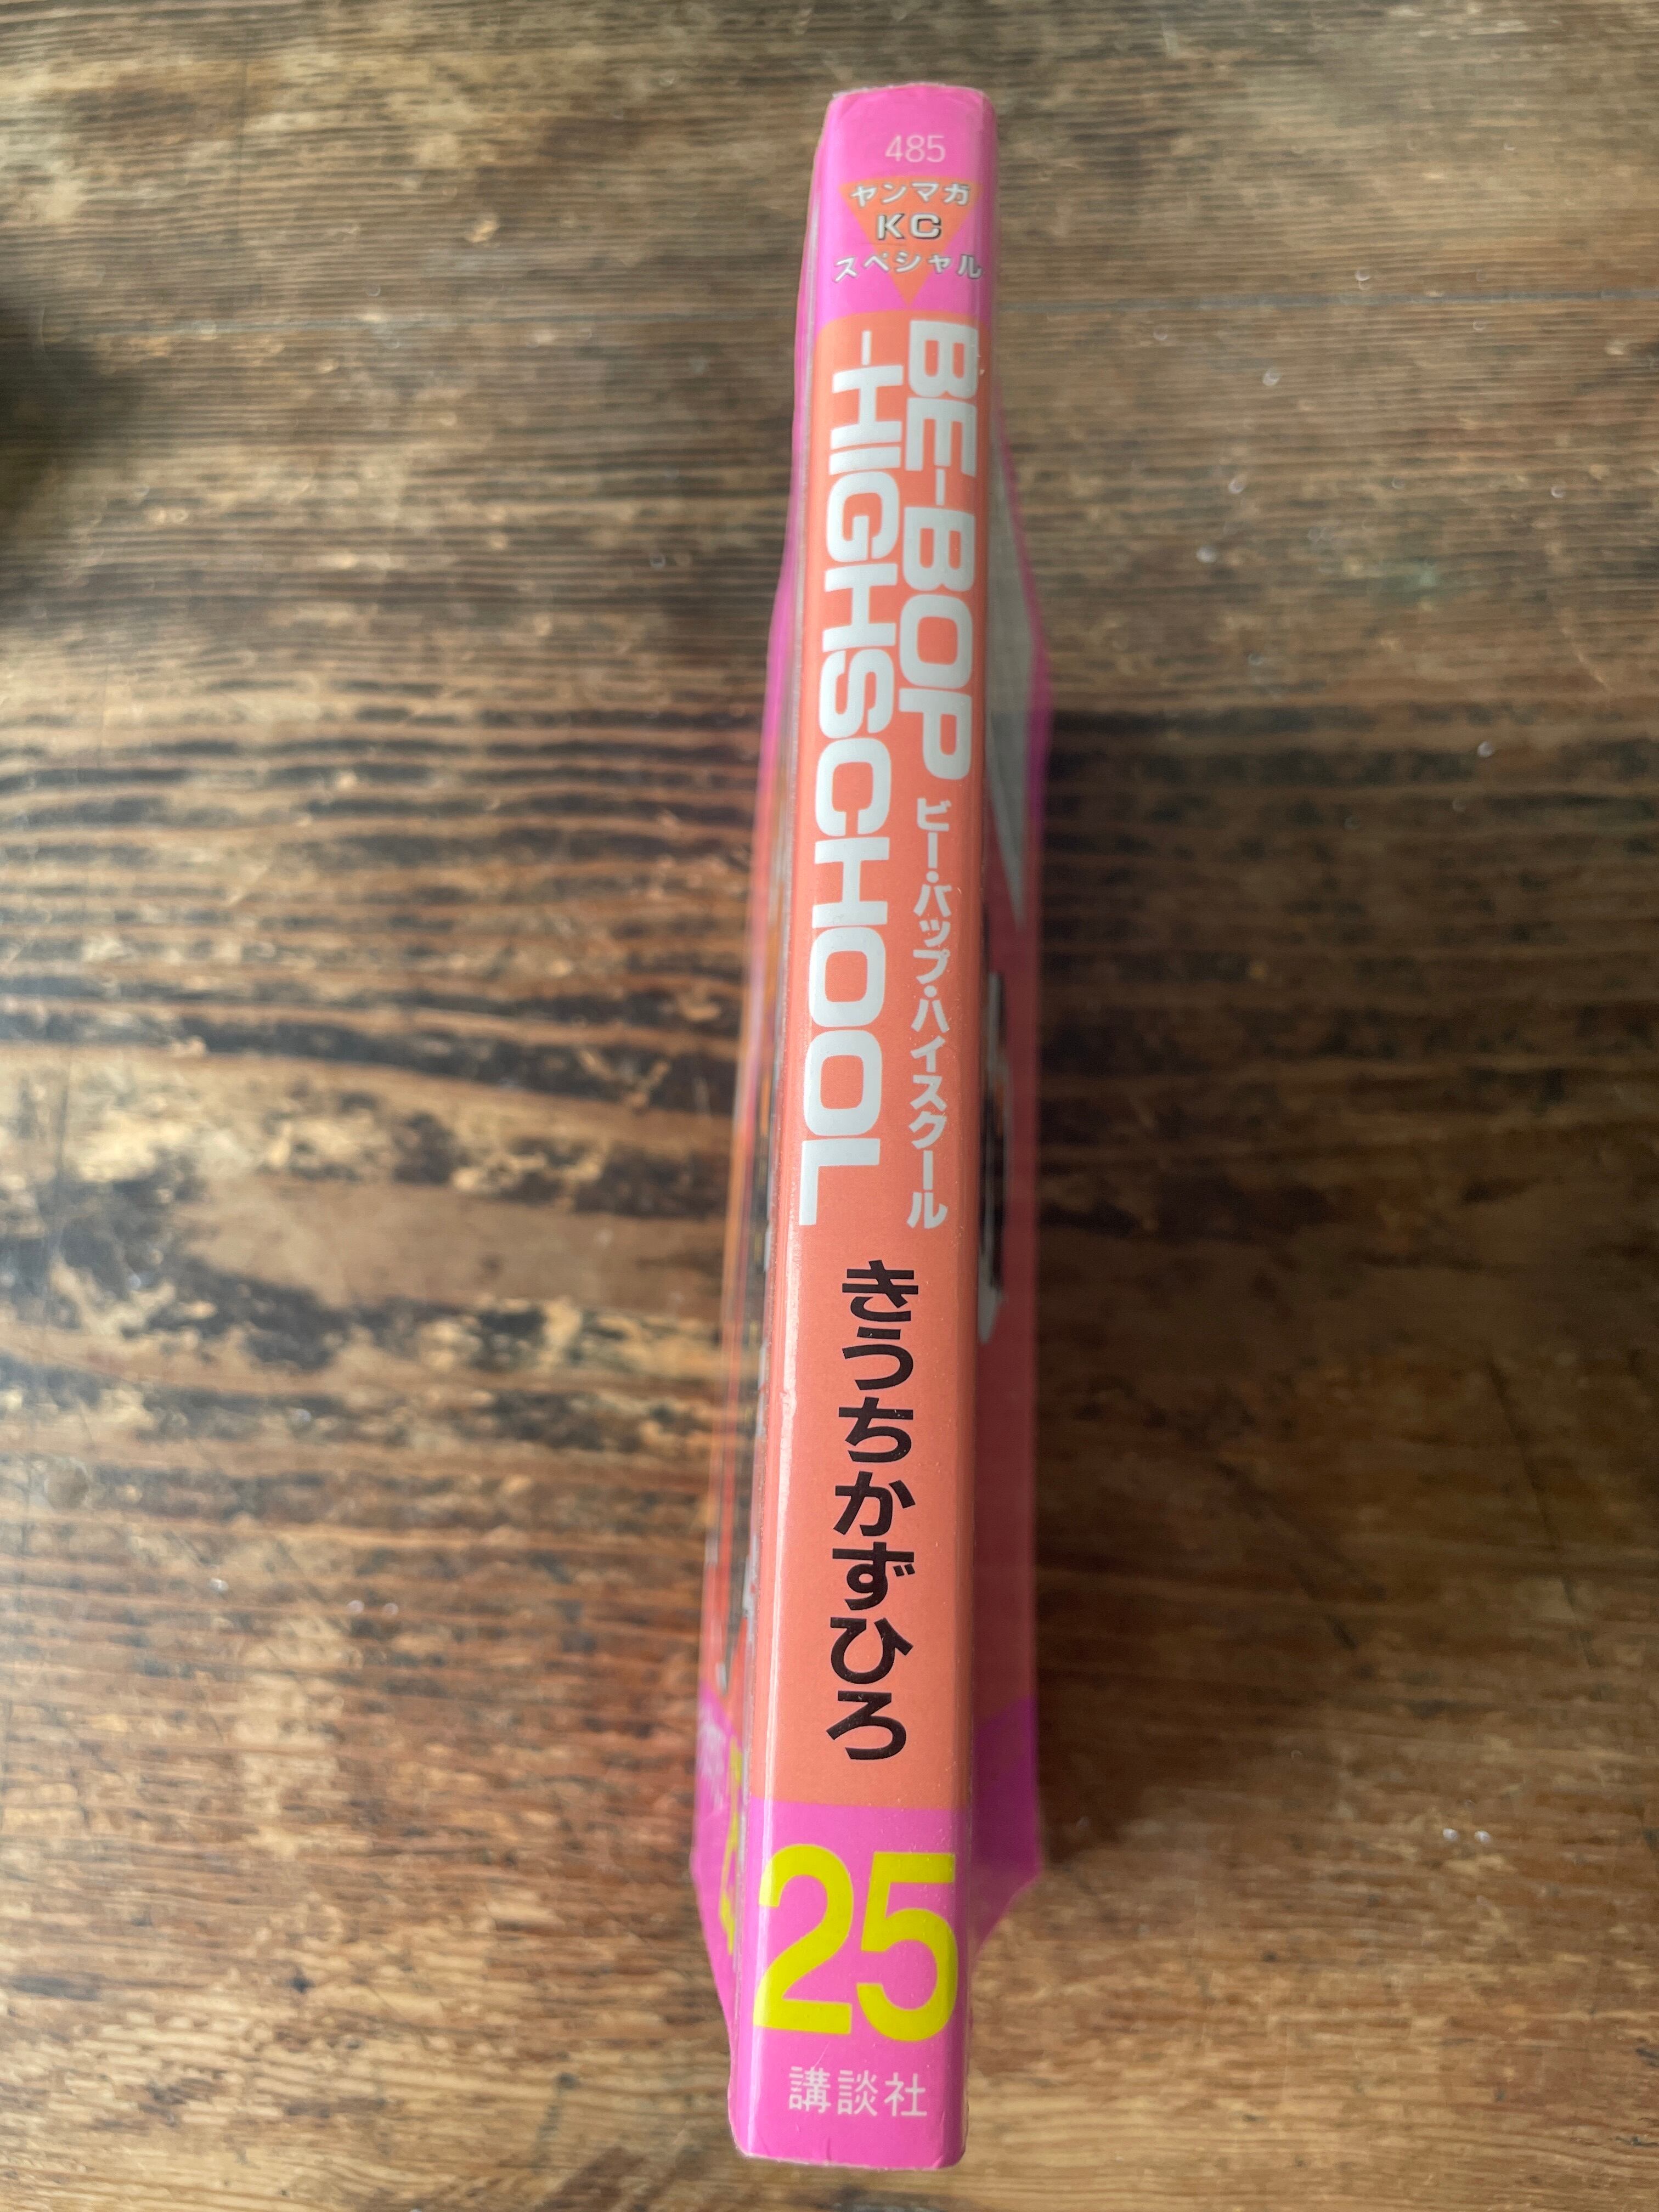 485
ヤンマガ
KC
スペシャル
BE-BOP
-HIGHSCHOOL
ビー・バップ・ハイスクール
きうちかずひろ
25
講談社